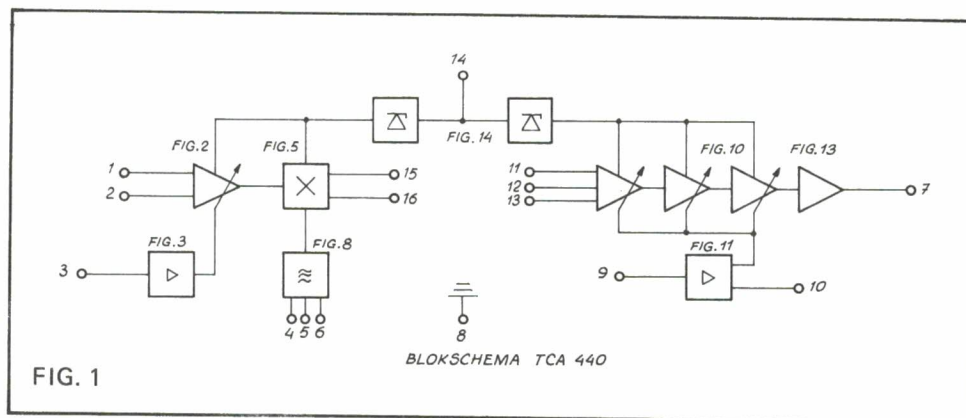 14
FIG. 14
FIG. 2
FIG. 5
FIG. 10
FIG. 13
1
2
15
16
11
12
13
7
FIG. 3
FIG. 8
FIG. 11
3
4 5 6
8
9
10
BLOKSCHEMA TCA 440
FIG. 1